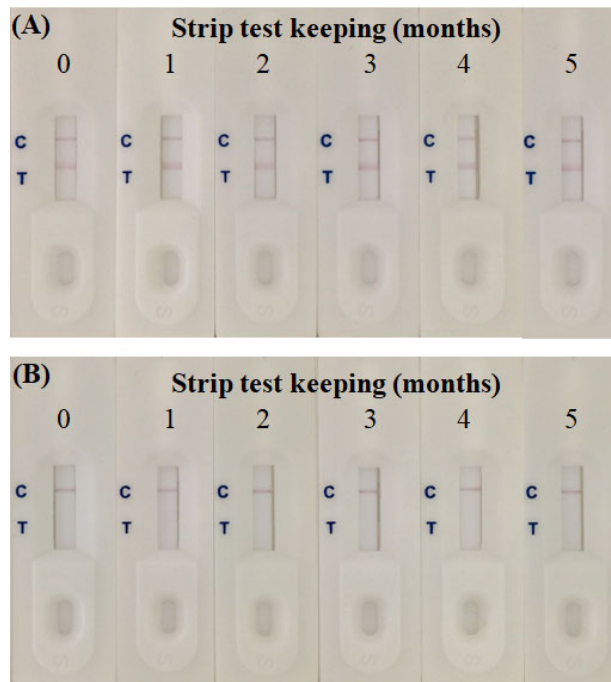 (A) Strip test keeping (months)
0 1 2 3 4 5
C C C C C C
T T T T T T
S S S S S S
(B) Strip test keeping (months)
0 1 2 3 4 5
C C C C C C
T T T T T T
S S S S S S